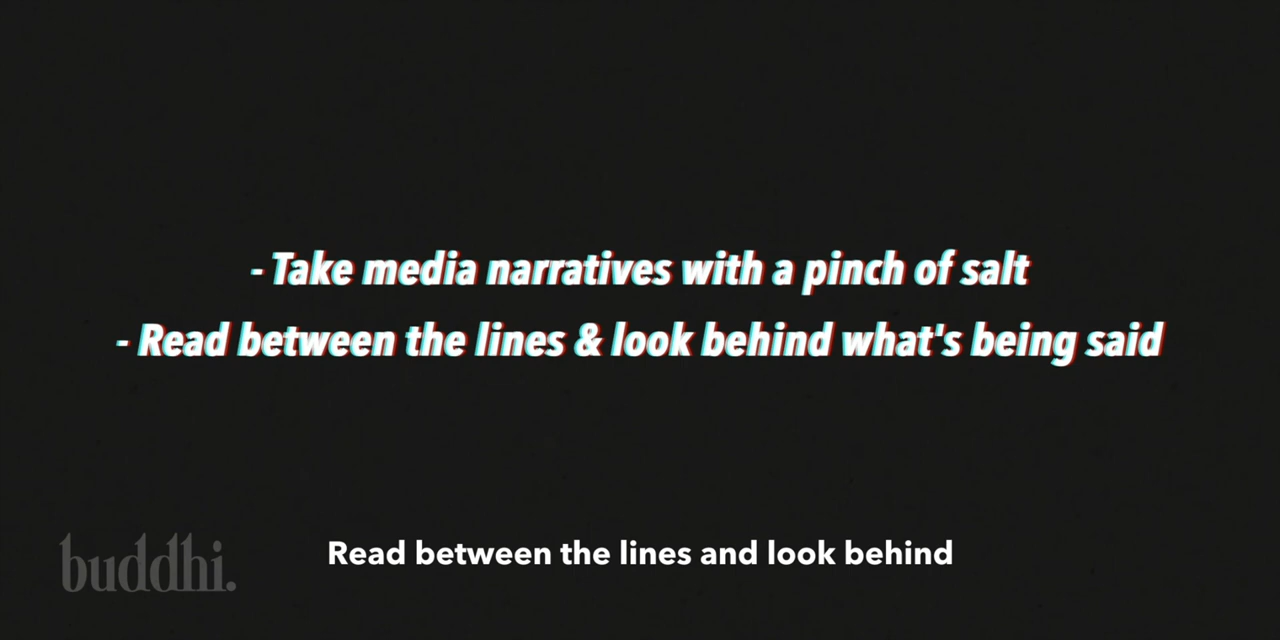 - Take media narratives with a pinch of salt
- Read between the lines & look behind what's being said
Read between the lines and look behind
buddhi.